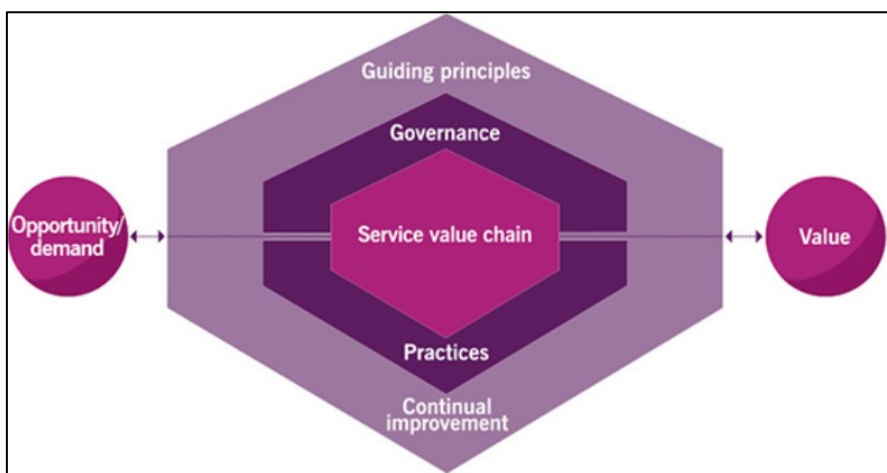 Guiding principles
Governance
Opportunity/
demand
Service value chain
Value
Practices
Continual
improvement